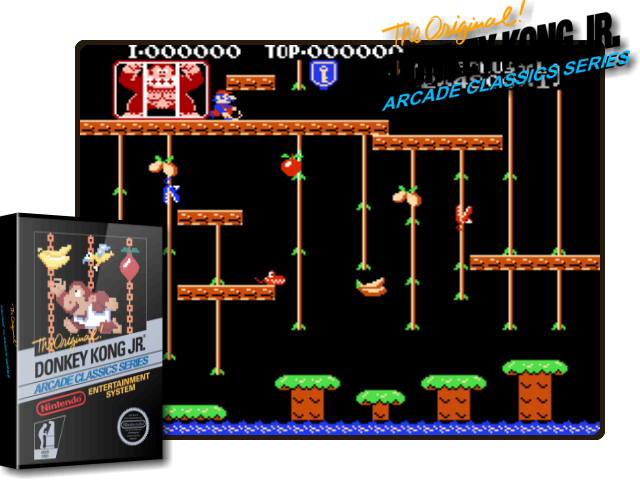 The Original!
I-000000 TOP-000000
DONKEY KONG JR.
ARCADE CLASSICS SERIES
The Original!
DONKEY KONG JR.
ARCADE CLASSICS SERIES
Nintendo
ENTERTAINMENT
SYSTEM